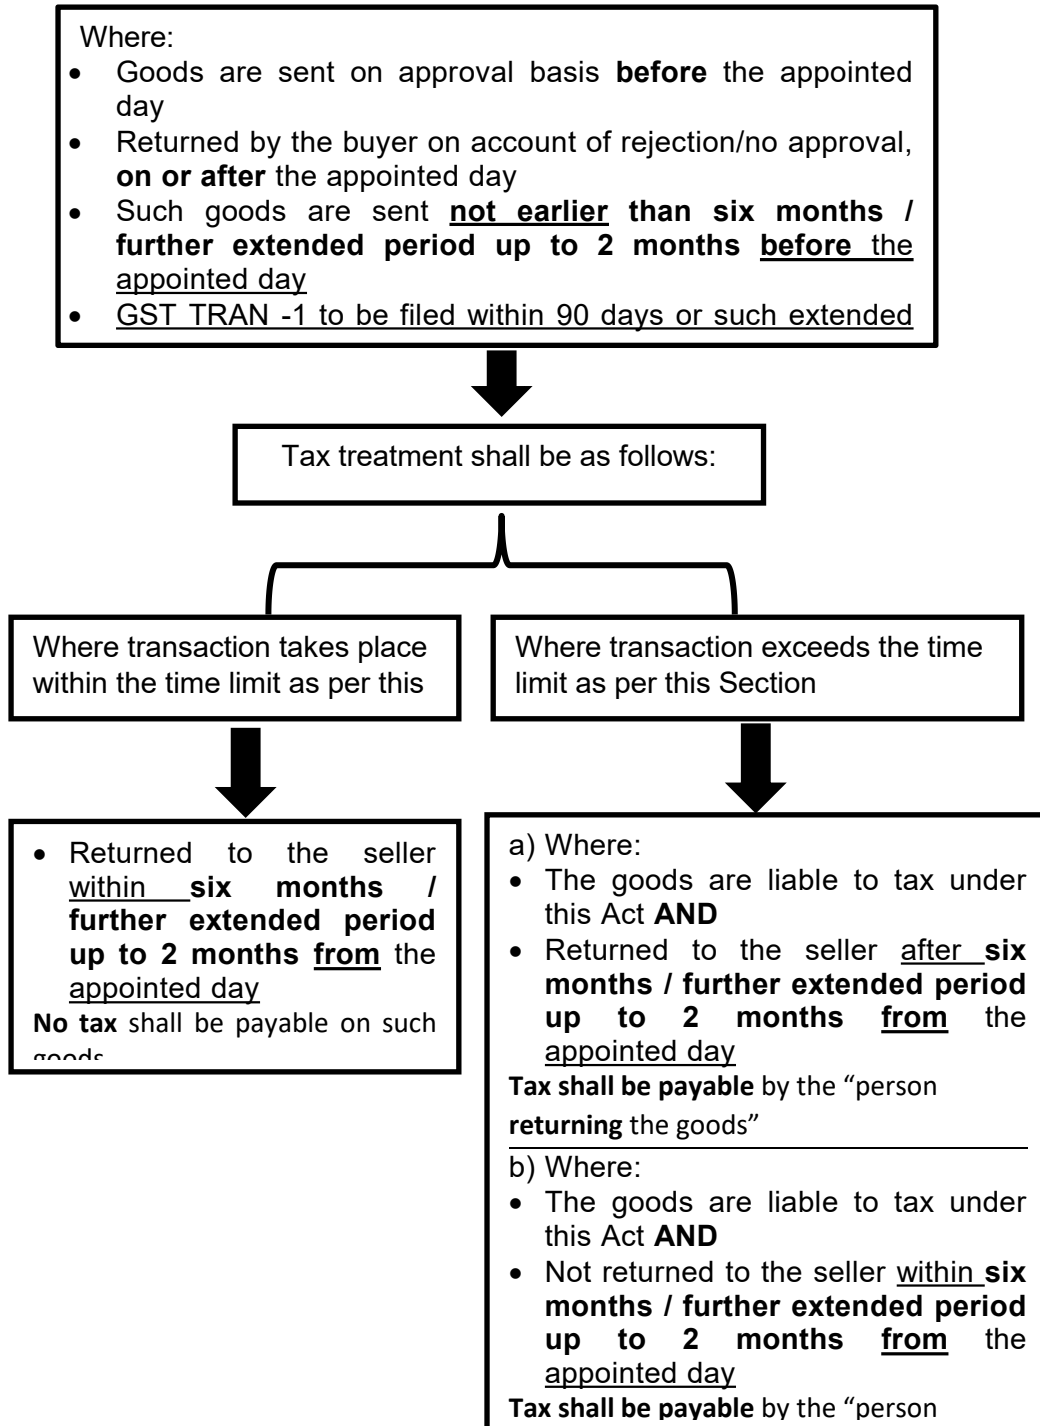 Where:
• Goods are sent on approval basis before the appointed
day
• Returned by the buyer on account of rejection/no approval,
on or after the appointed day
• Such goods are sent not earlier than six months /
further extended period up to 2 months before the
appointed day
• GST TRAN -1 to be filed within 90 days or such extended
Tax treatment shall be as follows:
Where transaction takes place
within the time limit as per this
Where transaction exceeds the time
limit as per this Section
• Returned to the seller
within six months /
further extended period
up to 2 months from the
appointed day
No tax shall be payable on such
goods
a) Where:
• The goods are liable to tax under
this Act AND
• Returned to the seller after six
months / further extended period
up to 2 months from the
appointed day
Tax shall be payable by the “person
returning the goods”
b) Where:
• The goods are liable to tax under
this Act AND
• Not returned to the seller within six
months / further extended period
up to 2 months from the
appointed day
Tax shall be payable by the “person